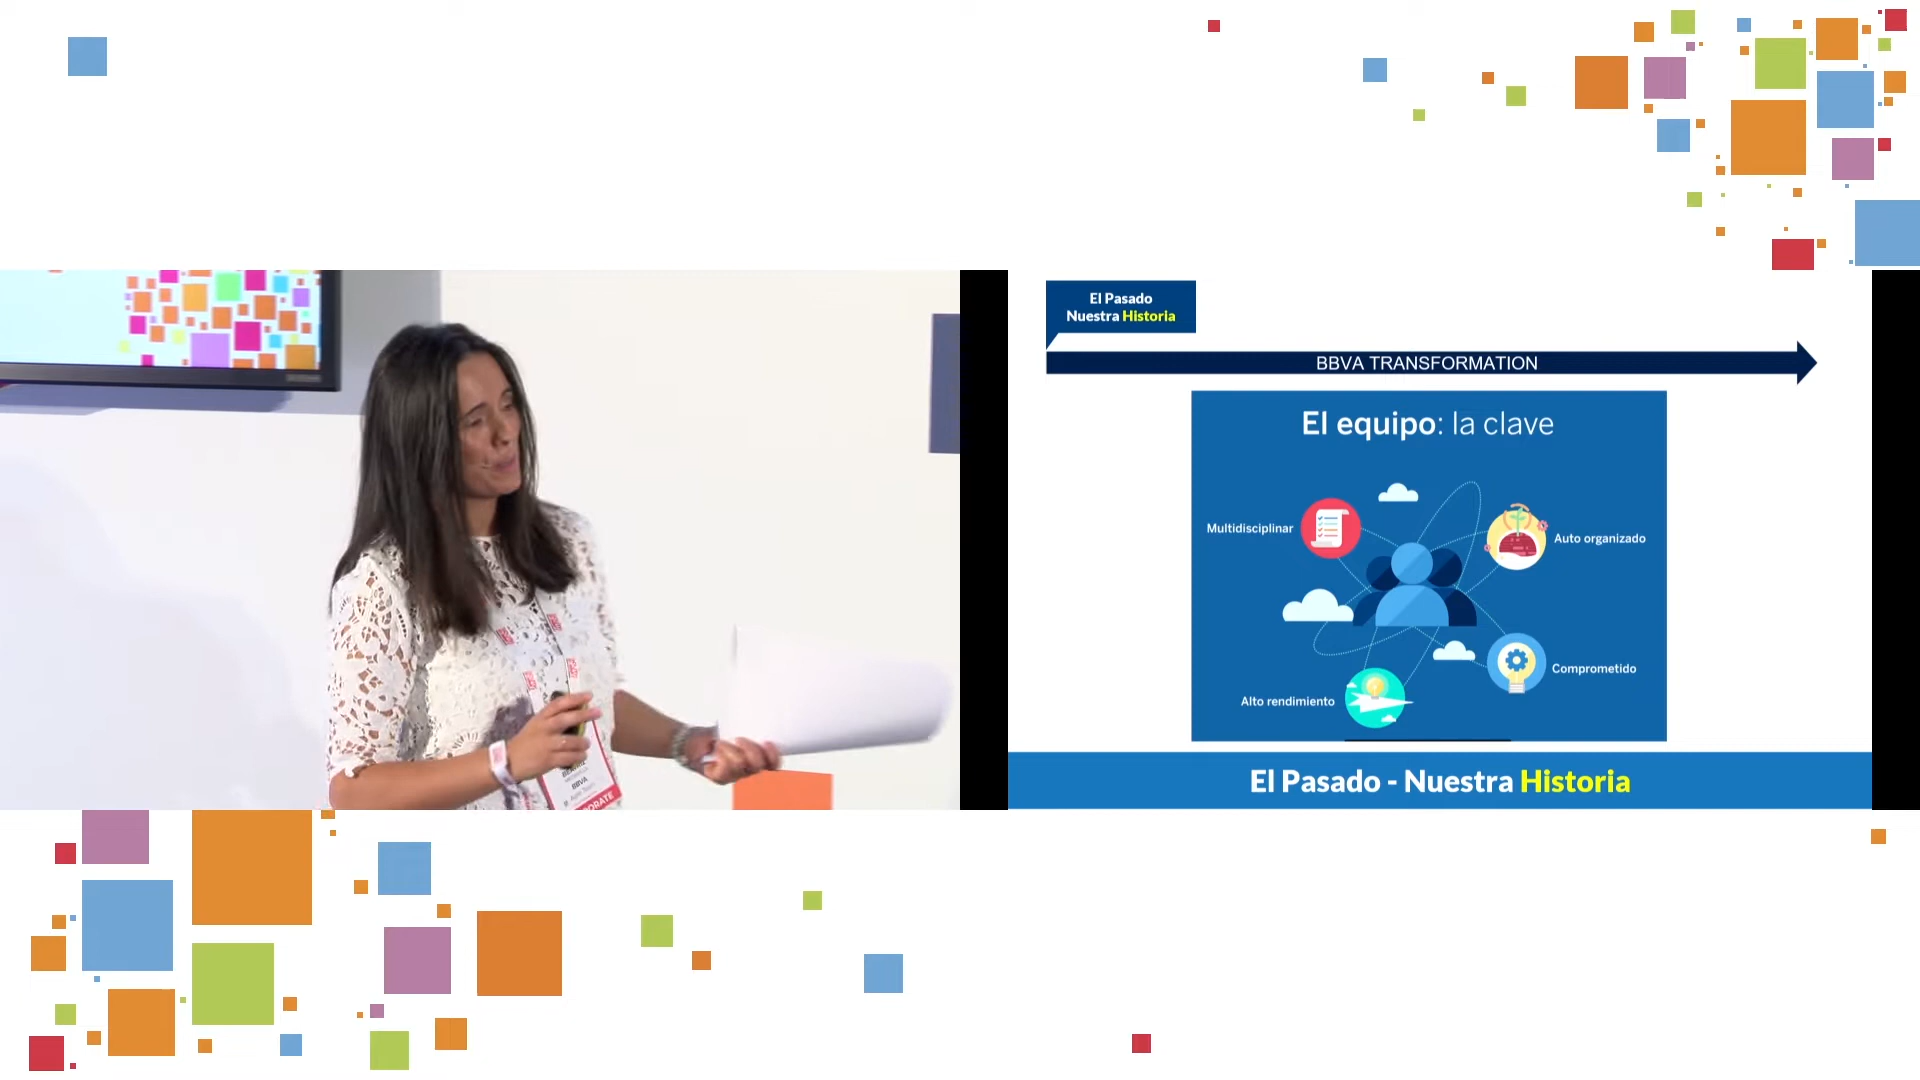 El Pasado
Nuestra Historia
BBVA TRANSFORMATION
El equipo: la clave
Multidisciplinar
Auto organizado
Comprometido
Alto rendimiento
El Pasado - Nuestra Historia
BBVA